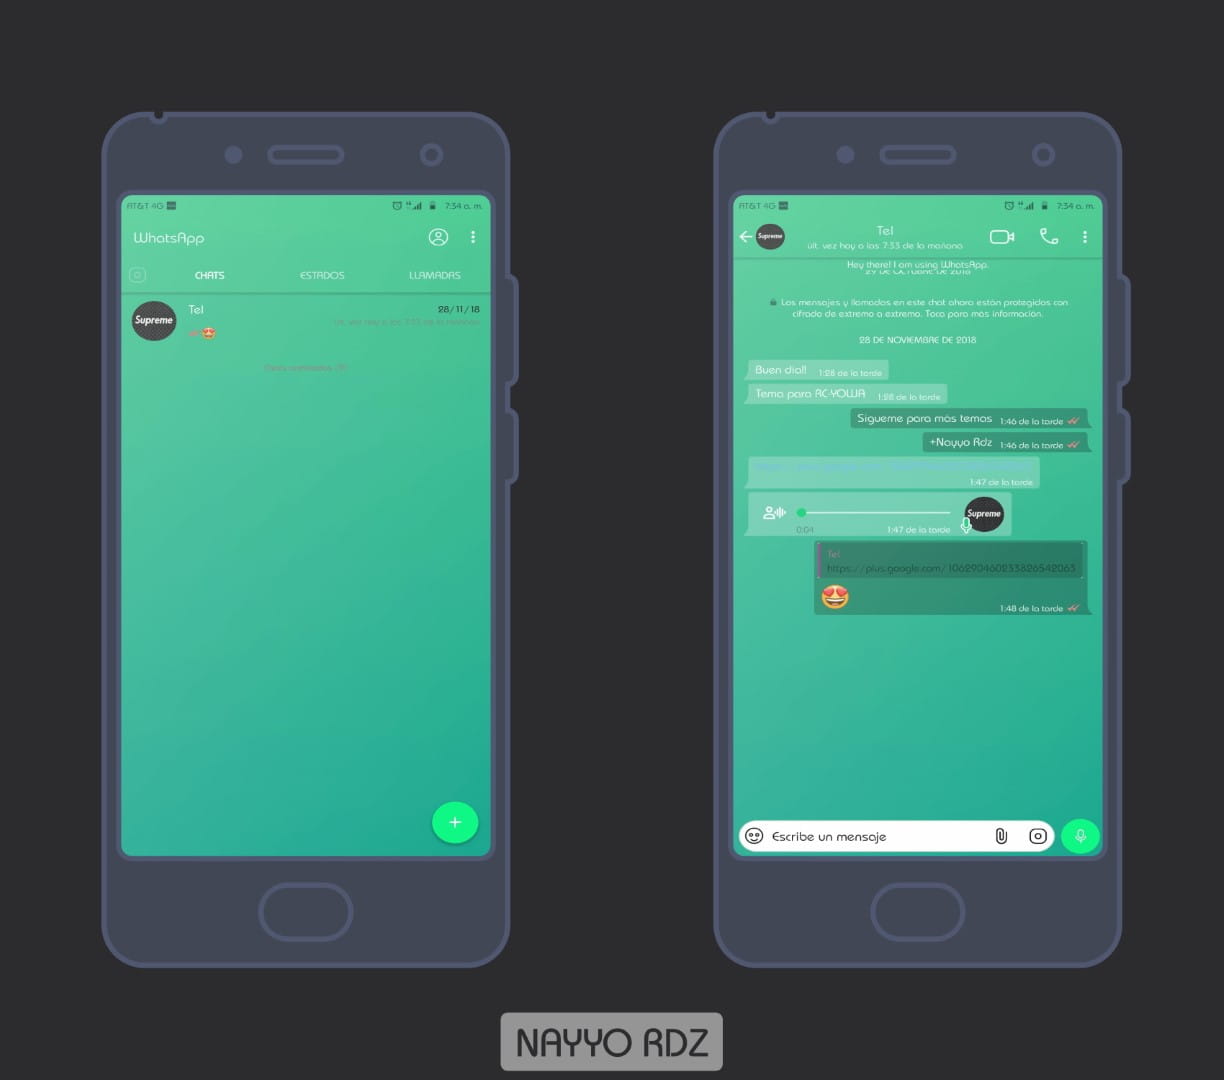 AT&T 4G
7:34 a. m.
WhatsApp
CHATS
ESTADOS
LLAMADAS
Supreme
Tel
28/11/18
últ. vez hoy a las 7:33 de la mañana
AT&T 4G
7:34 a. m.
Supreme
Tel
últ. vez hoy a las 7:33 de la mañana
Hey there! I am using WhatsApp.
29 DE OCTUBRE DE 2018
Los mensajes y llamadas en este chat ahora están protegidos con
cifrado de extremo a extremo. Toca para más información.
28 DE NOVIEMBRE DE 2018
Buen dia!! 1:28 de la tarde
Tema para RC-YOWA 1:28 de la tarde
Sigueme para más temas 1:46 de la tarde
+Nayyo Rdz 1:46 de la tarde
1:47 de la tarde
Supreme
0:04 1:47 de la tarde
Tel
https://plus.google.com/106290460233826542063
1:48 de la tarde
Escribe un mensaje
NAYYO RDZ